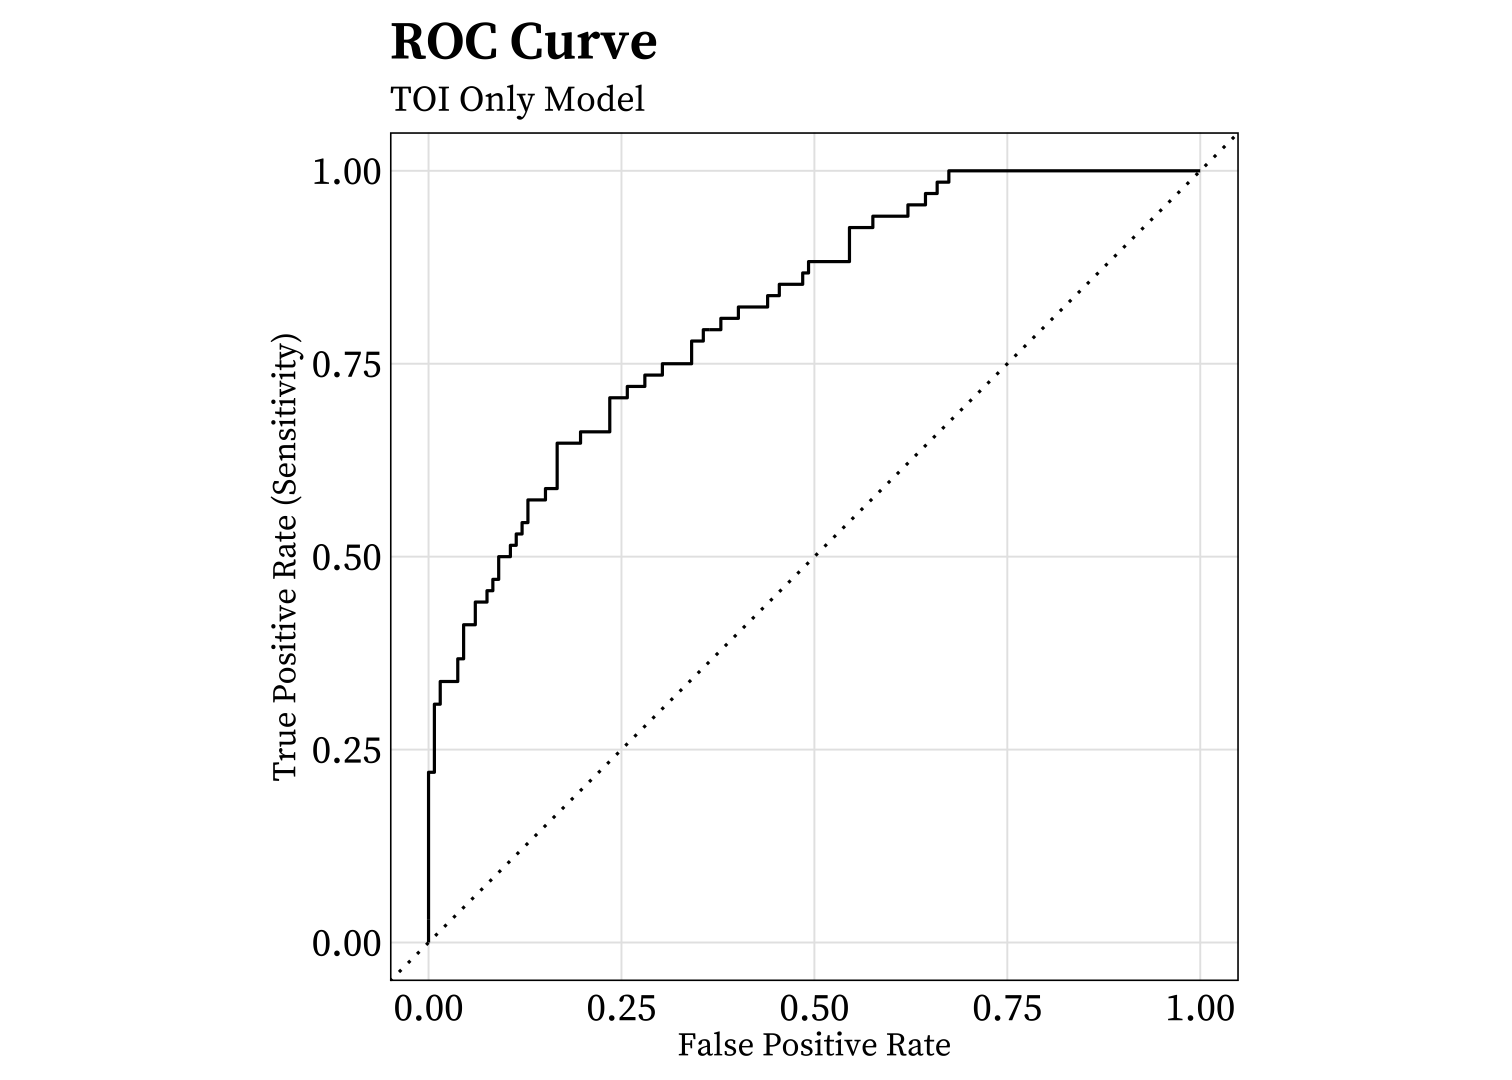 ROC Curve
TOI Only Model
True Positive Rate (Sensitivity)
1.00
0.75
0.50
0.25
0.00
0.00 0.25 0.50 0.75 1.00
False Positive Rate